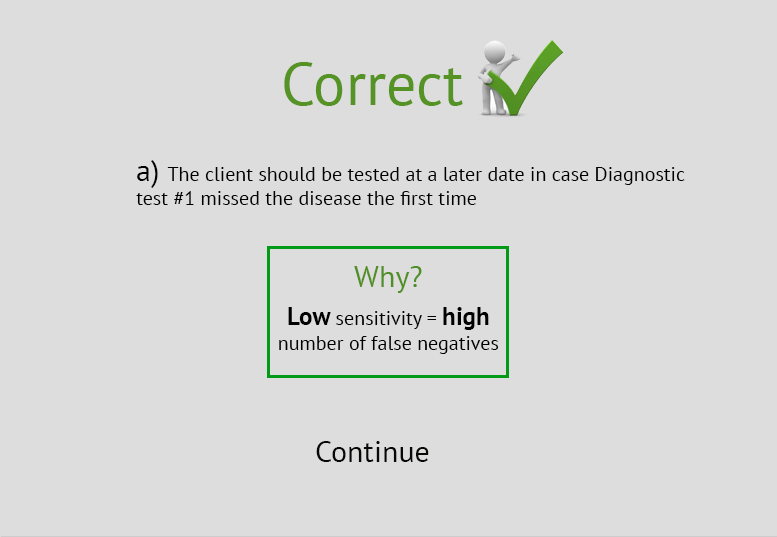 Correct
a) The client should be tested at a later date in case Diagnostic
test #1 missed the disease the first time
Why?
Low sensitivity = high
number of false negatives
Continue